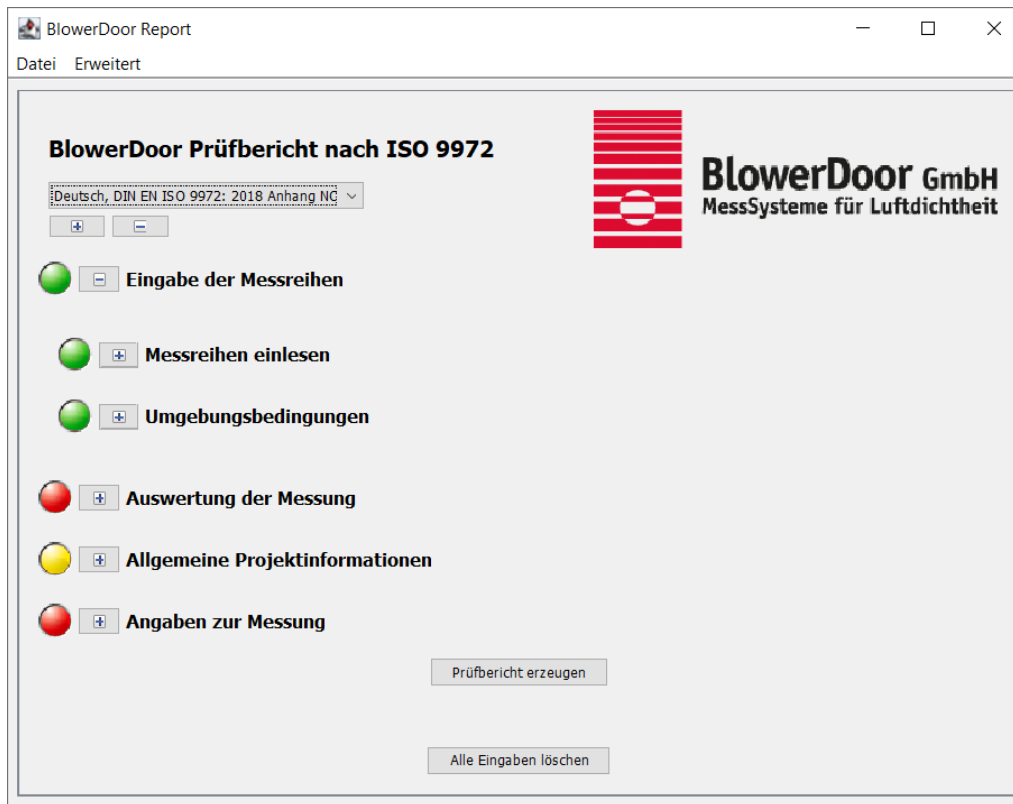 BlowerDoor Report
Datei Erweitert
BlowerDoor Prüfbericht nach ISO 9972
BlowerDoor GmbH
MessSysteme für Luftdichtheit
Deutsch, DIN EN ISO 9972: 2018 Anhang NC
Eingabe der Messreihen
Messreihen einlesen
Umgebungsbedingungen
Auswertung der Messung
Allgemeine Projektinformationen
Angaben zur Messung
Prüfbericht erzeugen
Alle Eingaben löschen